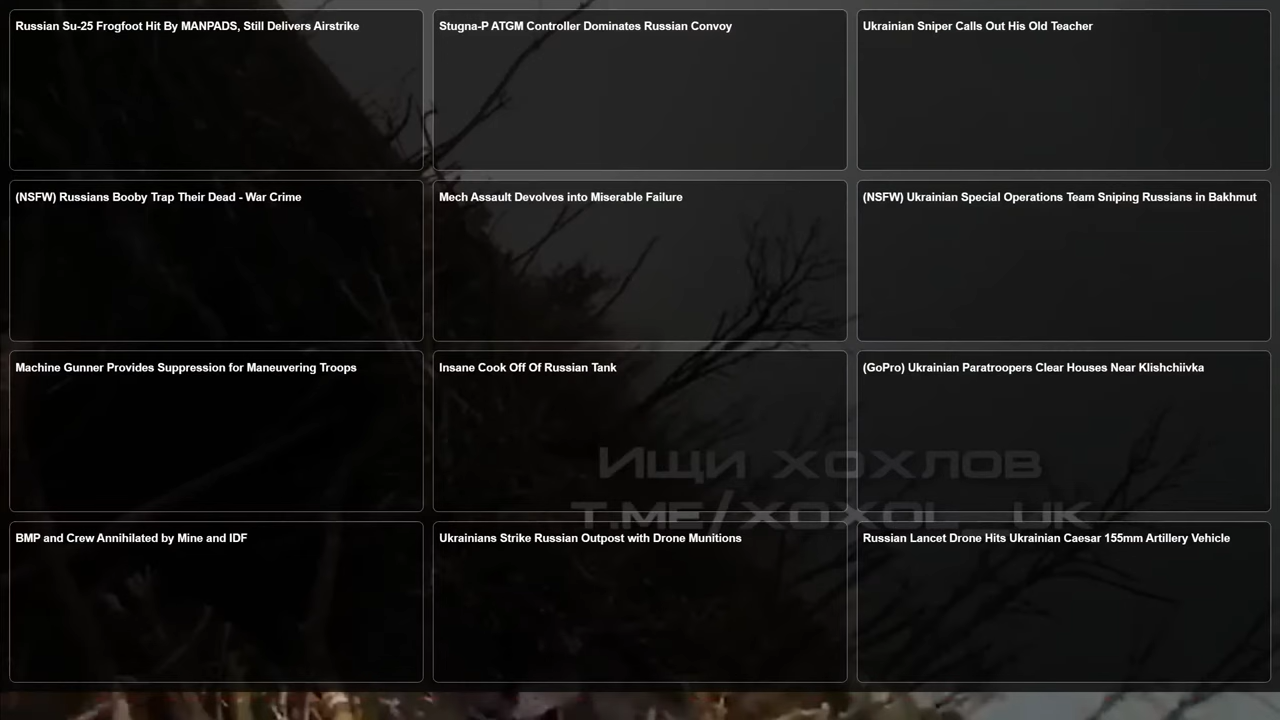 Russian Su-25 Frogfoot Hit By MANPADS, Still Delivers Airstrike
Stugna-P ATGM Controller Dominates Russian Convoy
Ukrainian Sniper Calls Out His Old Teacher
(NSFW) Russians Booby Trap Their Dead - War Crime
Mech Assault Devolves into Miserable Failure
(NSFW) Ukrainian Special Operations Team Sniping Russians in Bakhmut
Machine Gunner Provides Suppression for Maneuvering Troops
Insane Cook Off Of Russian Tank
(GoPro) Ukrainian Paratroopers Clear Houses Near Klishchiivka
ИЩИ ХОХЛОВ
T.ME/XOXOL_UK
BMP and Crew Annihilated by Mine and IDF
Ukrainians Strike Russian Outpost with Drone Munitions
Russian Lancet Drone Hits Ukrainian Caesar 155mm Artillery Vehicle